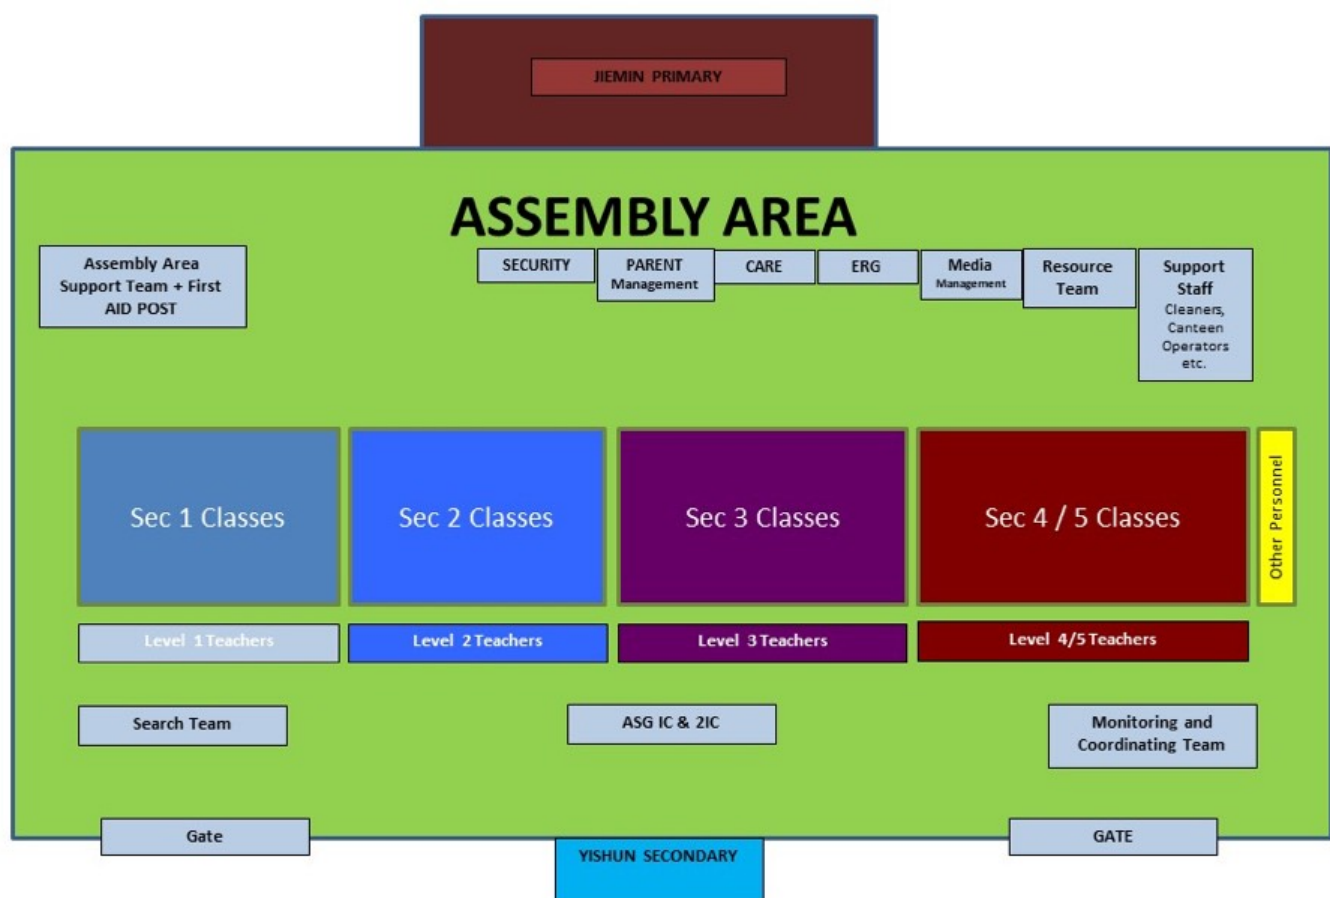 JIEMIN PRIMARY
ASSEMBLY AREA
Assembly Area
Support Team + First
AID POST
SECURITY
PARENT
Management
CARE
ERG
Media
Management
Resource
Team
Support
Staff
Cleaners,
Canteen
Operators
etc.
Sec 1 Classes
Sec 2 Classes
Sec 3 Classes
Sec 4 / 5 Classes
Other Personnel
Level 1 Teachers
Level 2 Teachers
Level 3 Teachers
Level 4/5 Teachers
Search Team
ASG IC & 2IC
Monitoring and
Coordinating Team
Gate
YISHUN SECONDARY
GATE